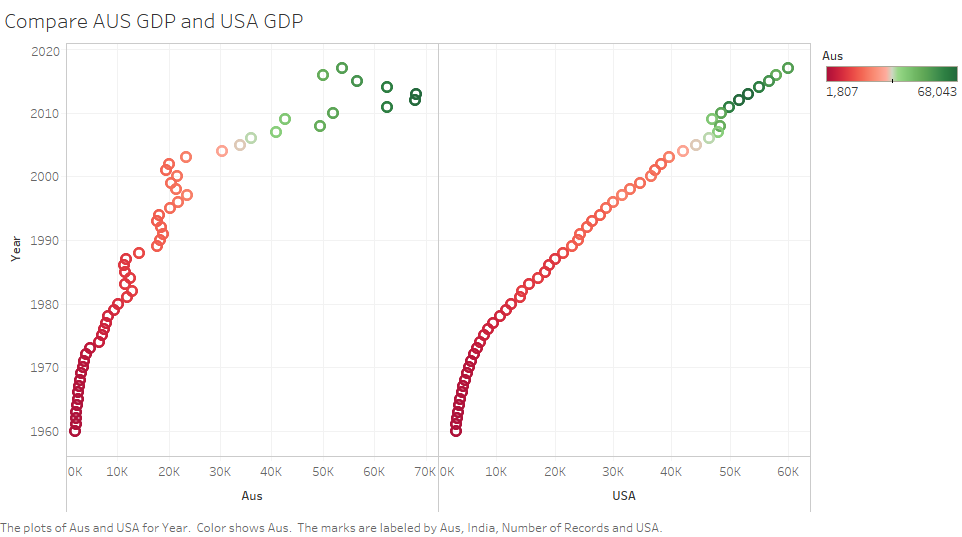 Compare AUS GDP and USA GDP
Aus
1,807 68,043
2020
2010
2000
1990
1980
1970
1960
Year
0K 10K 20K 30K 40K 50K 60K 70K 0K 10K 20K 30K 40K 50K 60K
Aus USA
The plots of Aus and USA for Year. Color shows Aus. The marks are labeled by Aus, India, Number of Records and USA.